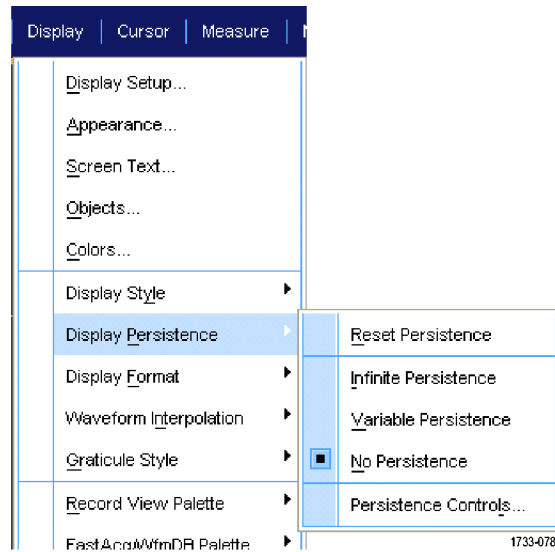 Display Cursor Measure
Display Setup...
Appearance...
Screen Text...
Objects...
Colors...
Display Style
Display Persistence
Reset Persistence
Display Format
Infinite Persistence
Waveform Interpolation
Variable Persistence
Graticule Style
No Persistence
Record View Palette
Persistence Controls...
FastAcq/WfmDB Palette
1733-078